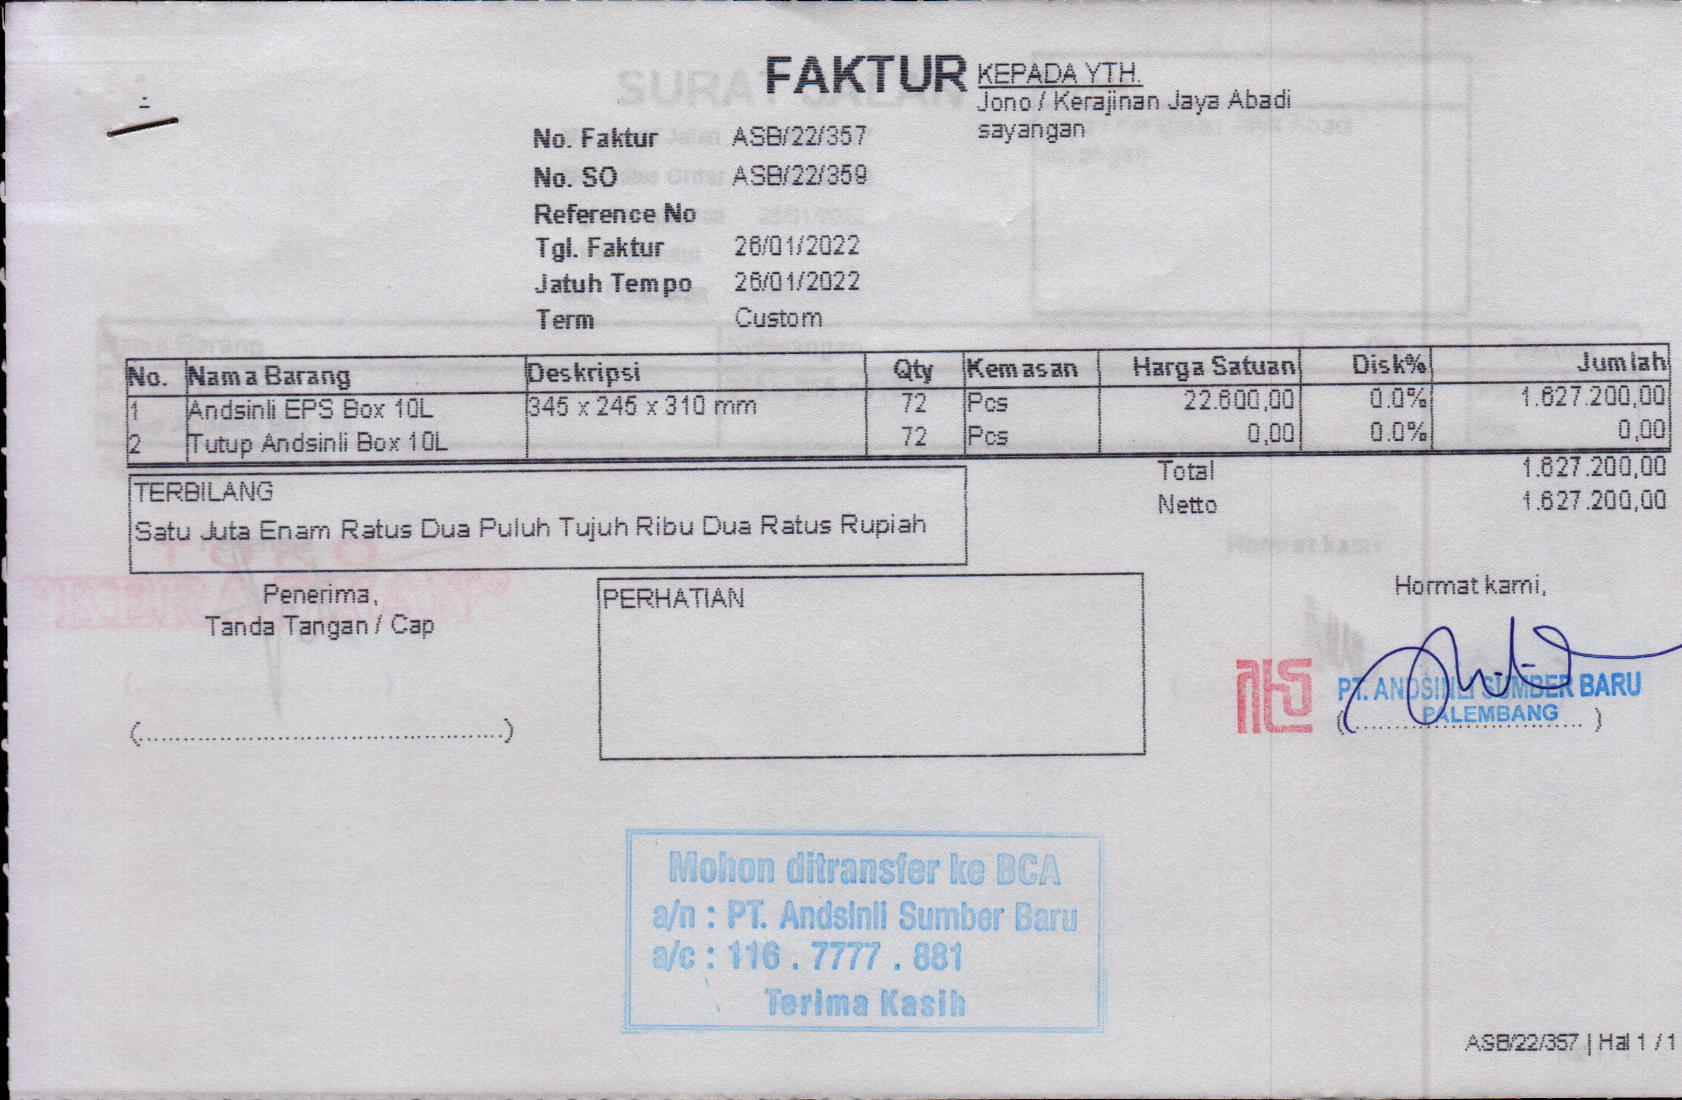 FAKTUR
KEPADA YTH.
Jono / Kerajinan Jaya Abadi
sayangan
No. Faktur ASB/22/357
No. SO ASB/22/359
Reference No
Tgl. Faktur 26/01/2022
Jatuh Tempo 26/01/2022
Term Custom
No. Nama Barang Deskripsi Qty Kemasan Harga Satuan Disk% Jumlah
1 Andsinli EPS Box 10L 345 x 245 x 310 mm 72 Pcs 22.600,00 0.0% 1.627.200,00
2 Tutup Andsinli Box 10L 72 Pcs 0,00 0.0% 0,00
Total 1.627.200,00
Netto 1.627.200,00
TERBILANG
Satu Juta Enam Ratus Dua Puluh Tujuh Ribu Dua Ratus Rupiah
Penerima,
Tanda Tangan / Cap
(................................................)
PERHATIAN
Hormat kami,
PT. ANDSINLI SUMBER BARU
PALEMBANG
(..............................)
Mohon ditransfer ke BCA
a/n : PT. Andsinli Sumber Baru
a/c : 116 . 7777 . 881
Terima Kasih
ASB/22/357 | Hal 1 / 1